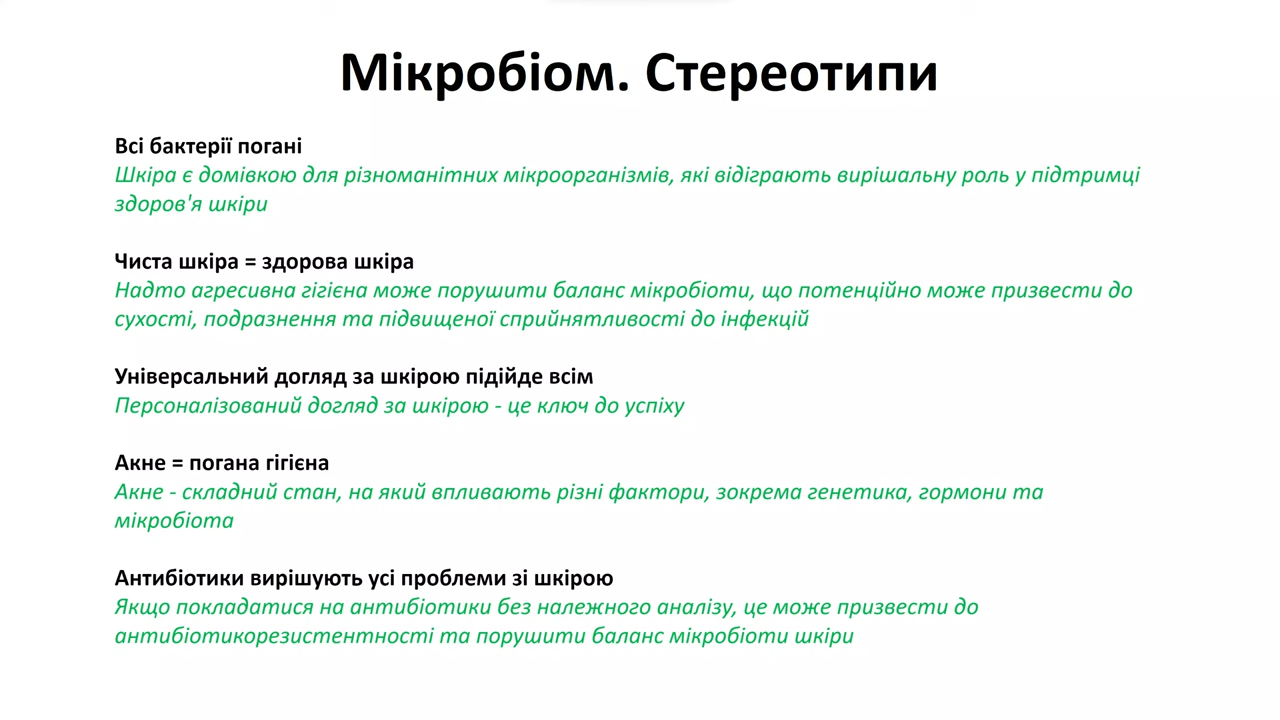 Мікробіом. Стереотипи
Всі бактерії погані
Шкіра є домівкою для різноманітних мікроорганізмів, які відіграють вирішальну роль у підтримці
здоров'я шкіри
Чиста шкіра = здорова шкіра
Надто агресивна гігієна може порушити баланс мікробіоти, що потенційно може призвести до
сухості, подразнення та підвищеної сприйнятливості до інфекцій
Універсальний догляд за шкірою підійде всім
Персоналізований догляд за шкірою - це ключ до успіху
Акне = погана гігієна
Акне - складний стан, на який впливають різні фактори, зокрема генетика, гормони та
мікробіота
Антибіотики вирішують усі проблеми зі шкірою
Якщо покладатися на антибіотики без належного аналізу, це може призвести до
антибіотикорезистентності та порушити баланс мікробіоти шкіри